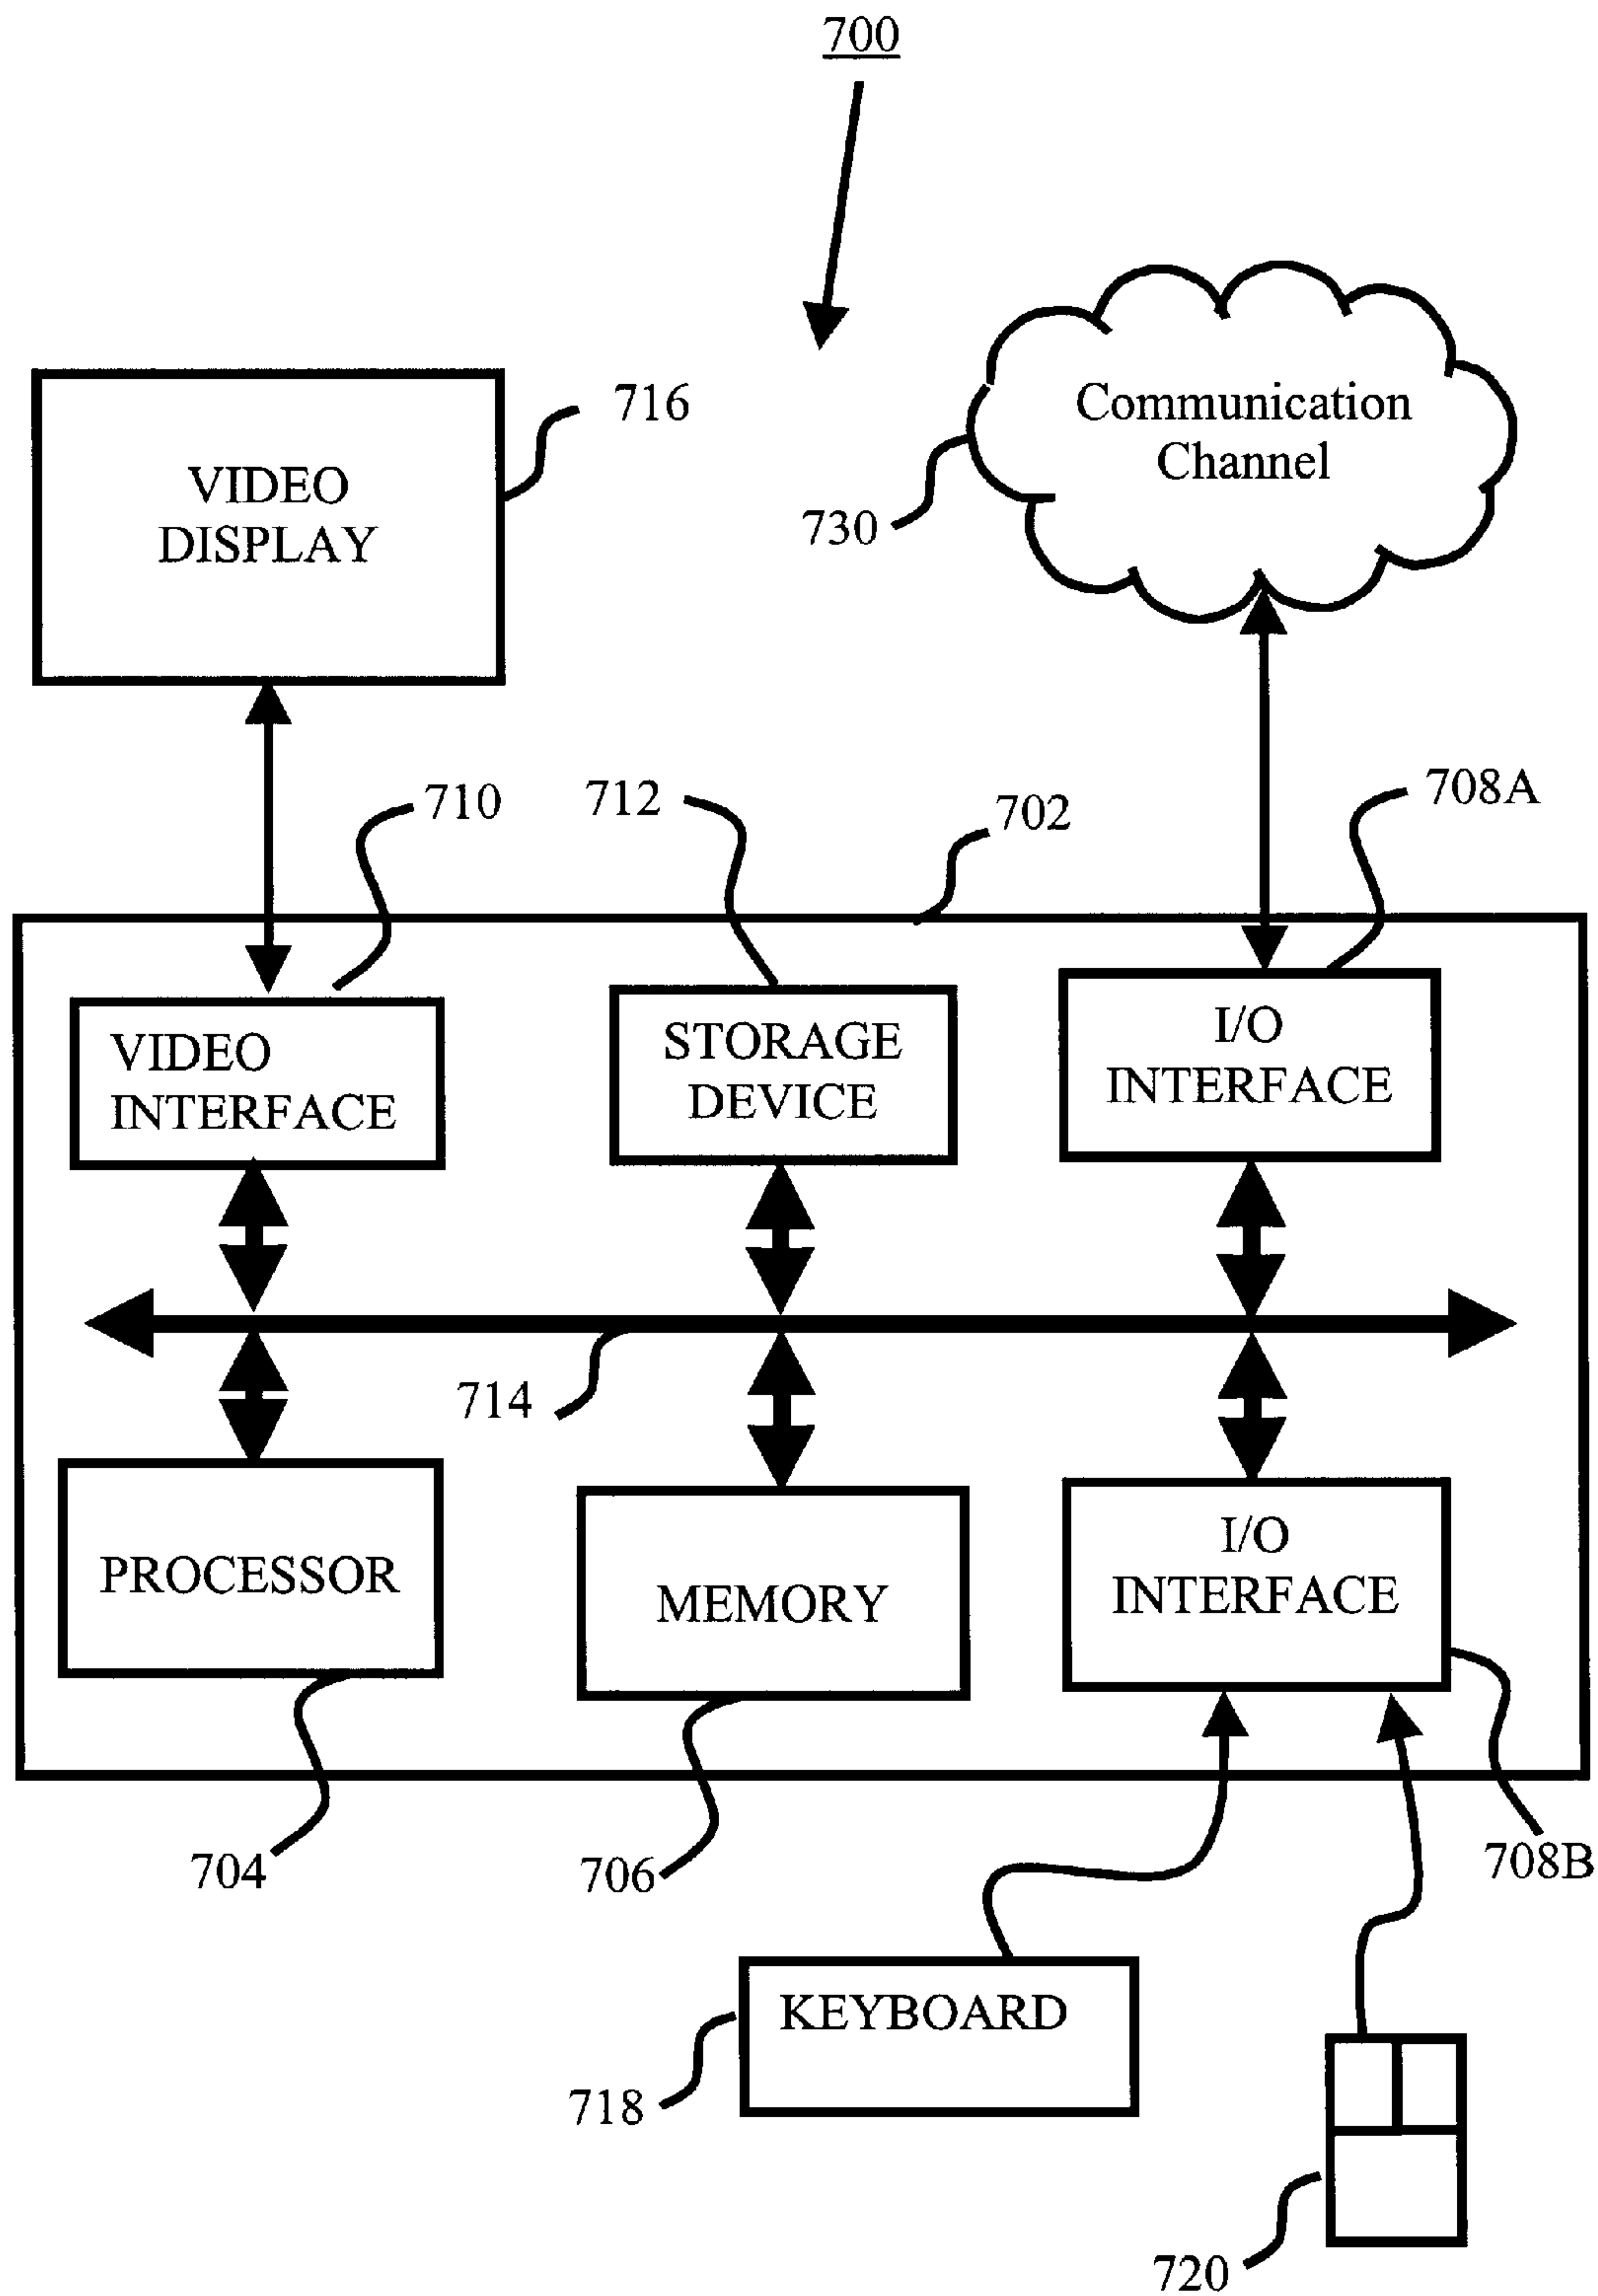 700
716
VIDEO
DISPLAY
Communication
Channel
730
710
712
702
708A
VIDEO
INTERFACE
STORAGE
DEVICE
I/O
INTERFACE
714
PROCESSOR
MEMORY
I/O
INTERFACE
704
706
708B
KEYBOARD
718
720